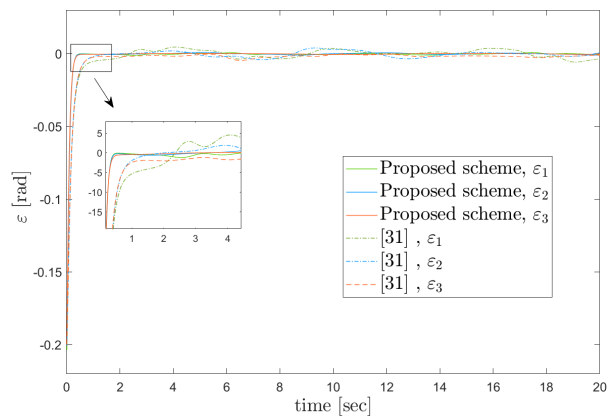 0
-0.05
-0.1
-0.15
-0.2
ε [rad]
5
0
-5
-10
-15
1 2 3 4
Proposed scheme, ε₁
Proposed scheme, ε₂
Proposed scheme, ε₃
[31] , ε₁
[31] , ε₂
[31] , ε₃
0 2 4 6 8 10 12 14 16 18 20
time [sec]